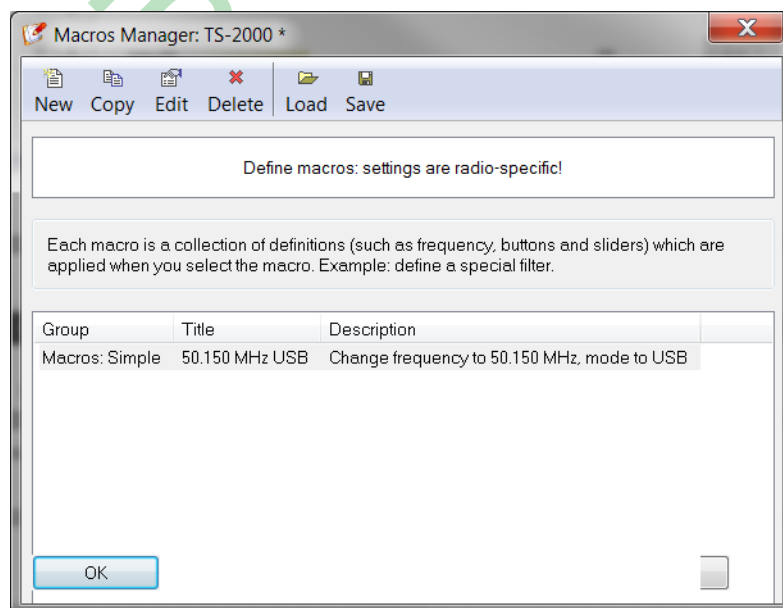 Macros Manager: TS-2000 *
New Copy Edit Delete Load Save
Define macros: settings are radio-specific!
Each macro is a collection of definitions (such as frequency, buttons and sliders) which are
applied when you select the macro. Example: define a special filter.
Group Title Description
Macros: Simple 50.150 MHz USB Change frequency to 50.150 MHz, mode to USB
OK